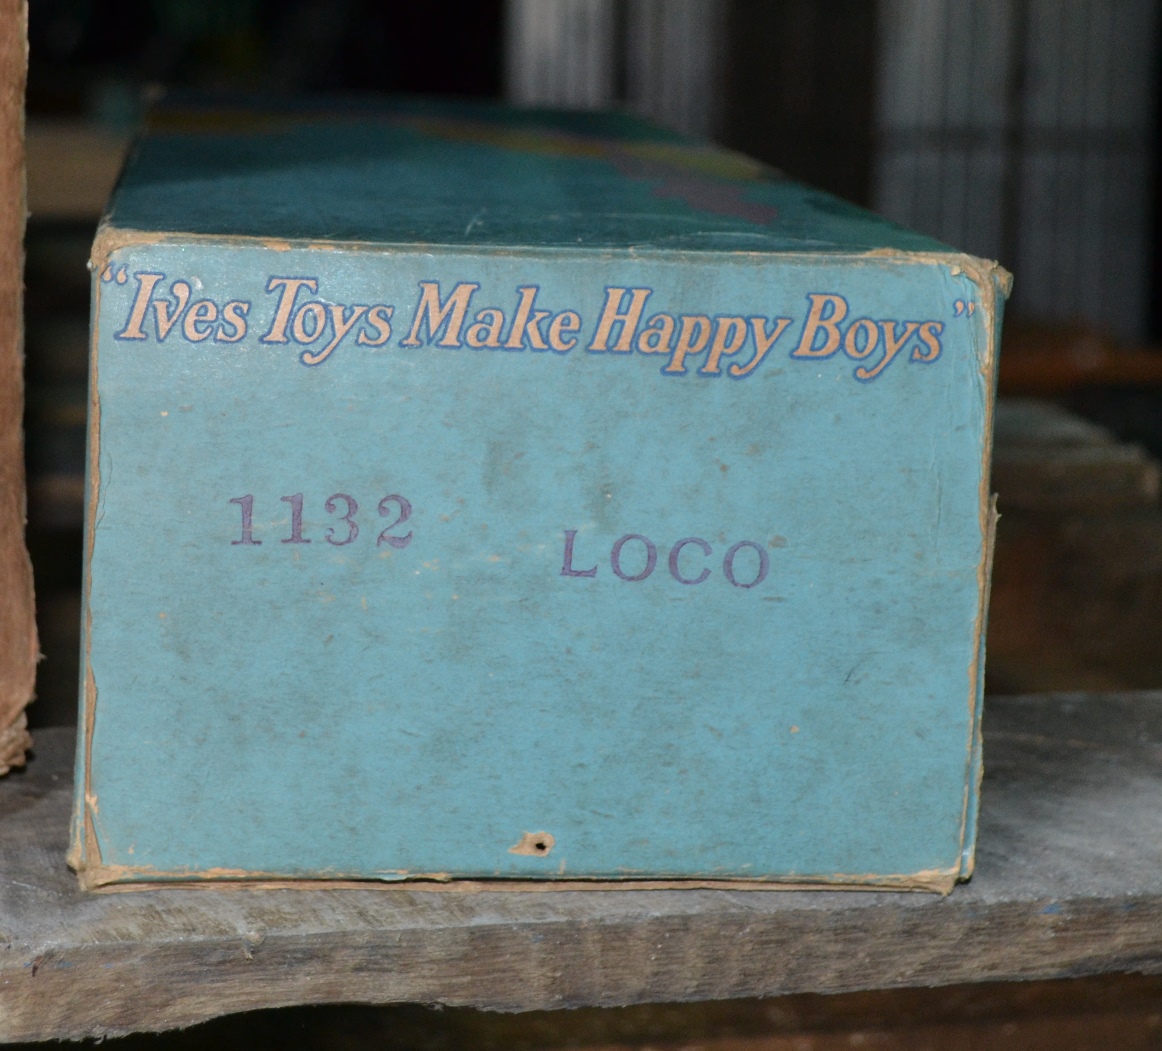 “Ives Toys Make Happy Boys”
1132 LOCO